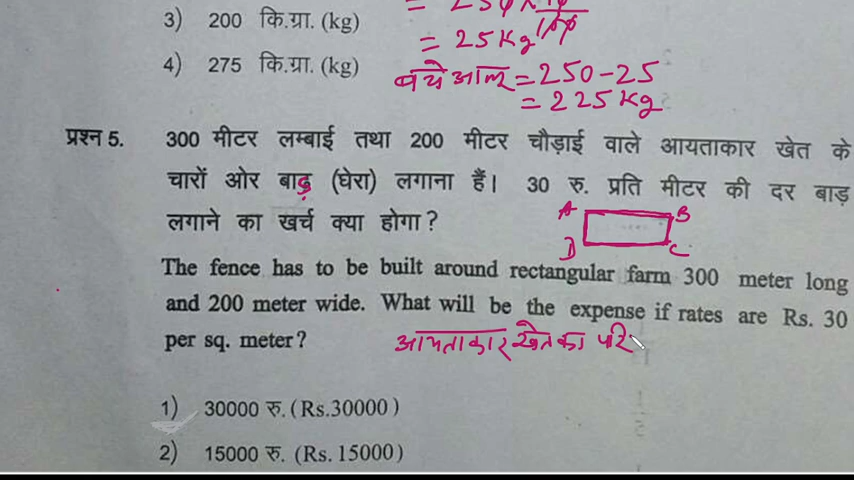 = 250 x 10/100
3) 200 कि.ग्रा. (kg)
= 25 Kg
4) 275 कि.ग्रा. (kg)
बचे आलू = 250 - 25
= 225 Kg
प्रश्न 5. 300 मीटर लम्बाई तथा 200 मीटर चौड़ाई वाले आयताकार खेत के
चारों ओर बाढ़ (घेरा) लगाना हैं। 30 रु. प्रति मीटर की दर बाड़
लगाने का खर्च क्या होगा?
A B
D C
The fence has to be built around rectangular farm 300 meter long
and 200 meter wide. What will be the expense if rates are Rs. 30
per sq. meter?
आयताकार खेत का परि
1) 30000 रु. (Rs.30000)
2) 15000 रु. (Rs. 15000)